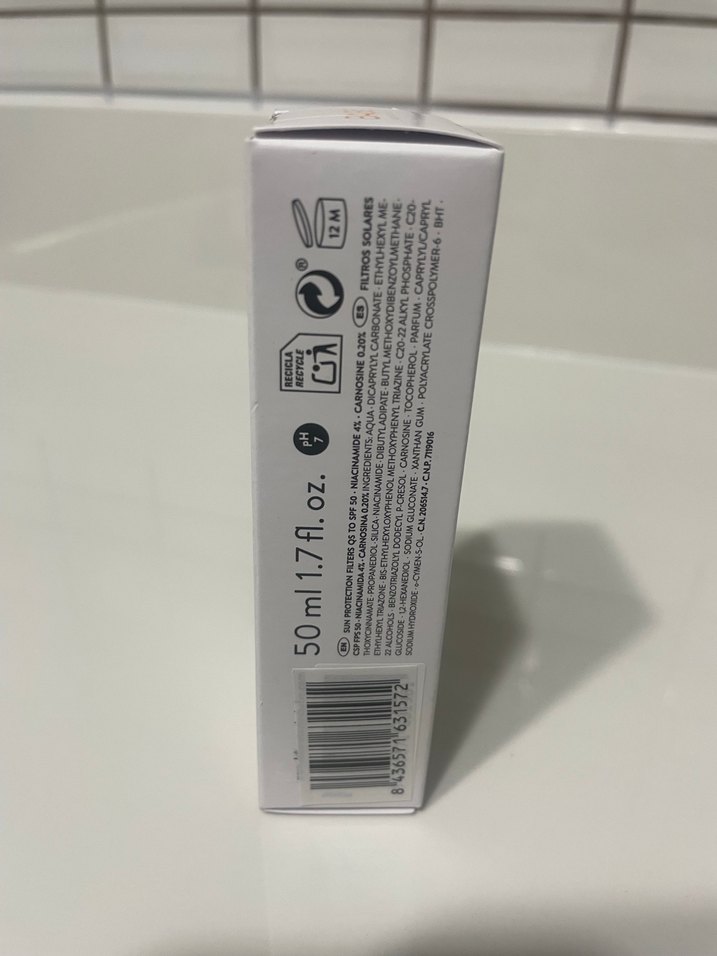 12 M
®
RECICLA
RECYCLE
pH
7
50 ml 1.7 fl. oz.
EN SUN PROTECTION FILTERS QS TO SPF 50 · NIACINAMIDE 4% · CARNOSINE 0.20% ES FILTROS SOLARES
CSP FPS 50 · NIACINAMIDA 4% · CARNOSINA 0.20% INGREDIENTS: AQUA · DICAPRYLYL CARBONATE · ETHYLHEXYL ME-
THOXYCINNAMATE · PROPANEDIOL · SILICA · NIACINAMIDE · DIBUTYL ADIPATE · BUTYL METHOXYDIBENZOYLMETHANE ·
ETHYLHEXYL TRIAZONE · BIS-ETHYLHEXYLOXYPHENOL METHOXYPHENYL TRIAZINE · C20-22 ALKYL PHOSPHATE · C20-
22 ALCOHOLS · BENZOTRIAZOLYL DODECYL P-CRESOL · CARNOSINE · TOCOPHEROL · PARFUM · CAPRYLYL/CAPRYL
GLUCOSIDE · 1,2-HEXANEDIOL · SODIUM GLUCONATE · XANTHAN GUM · POLYACRYLATE CROSSPOLYMER-6 · BHT ·
SODIUM HYDROXIDE · o-CYMEN-5-OL · C.N. 206514.7 · C.N.P. 7119016
8 436571 631572